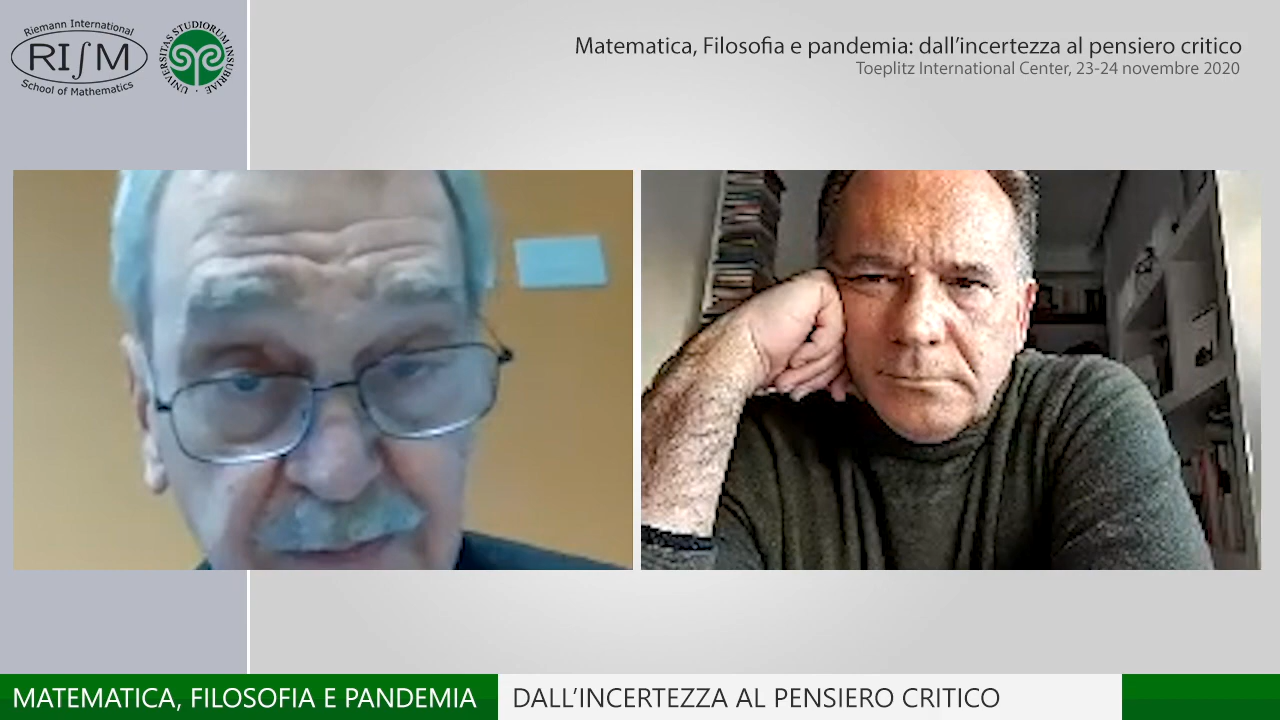 Riemann International
RI∫M
School of Mathematics
UNIVERSITAS STUDIORUM INSUBRIAE
Matematica, Filosofia e pandemia: dall'incertezza al pensiero critico
Toeplitz International Center, 23-24 novembre 2020
MATEMATICA, FILOSOFIA E PANDEMIA
DALL'INCERTEZZA AL PENSIERO CRITICO